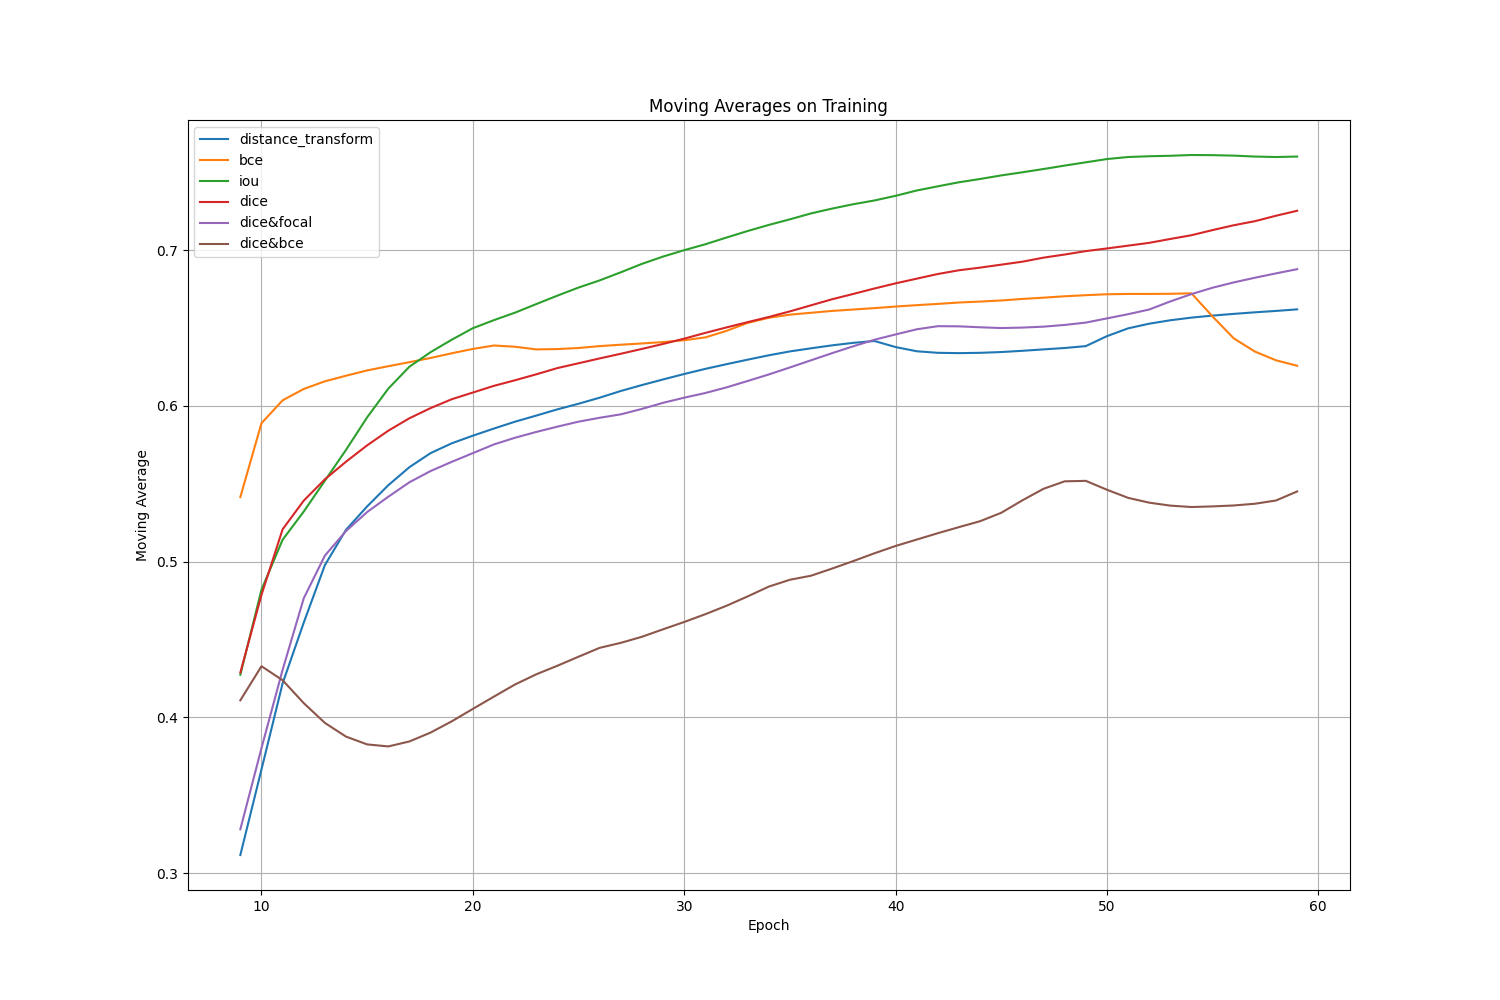 Moving Averages on Training
distance_transform
bce
iou
dice
dice&focal
dice&bce
0.7
0.6
0.5
0.4
0.3
Moving Average
10 20 30 40 50 60
Epoch